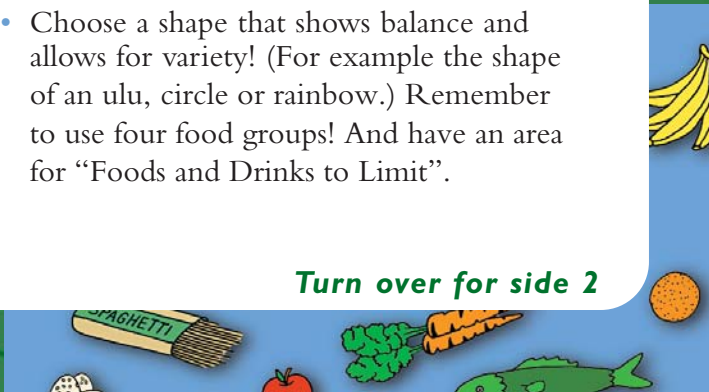 • Choose a shape that shows balance and
allows for variety! (For example the shape
of an ulu, circle or rainbow.) Remember
to use four food groups! And have an area
for “Foods and Drinks to Limit”.
Turn over for side 2
SPAGHETTI